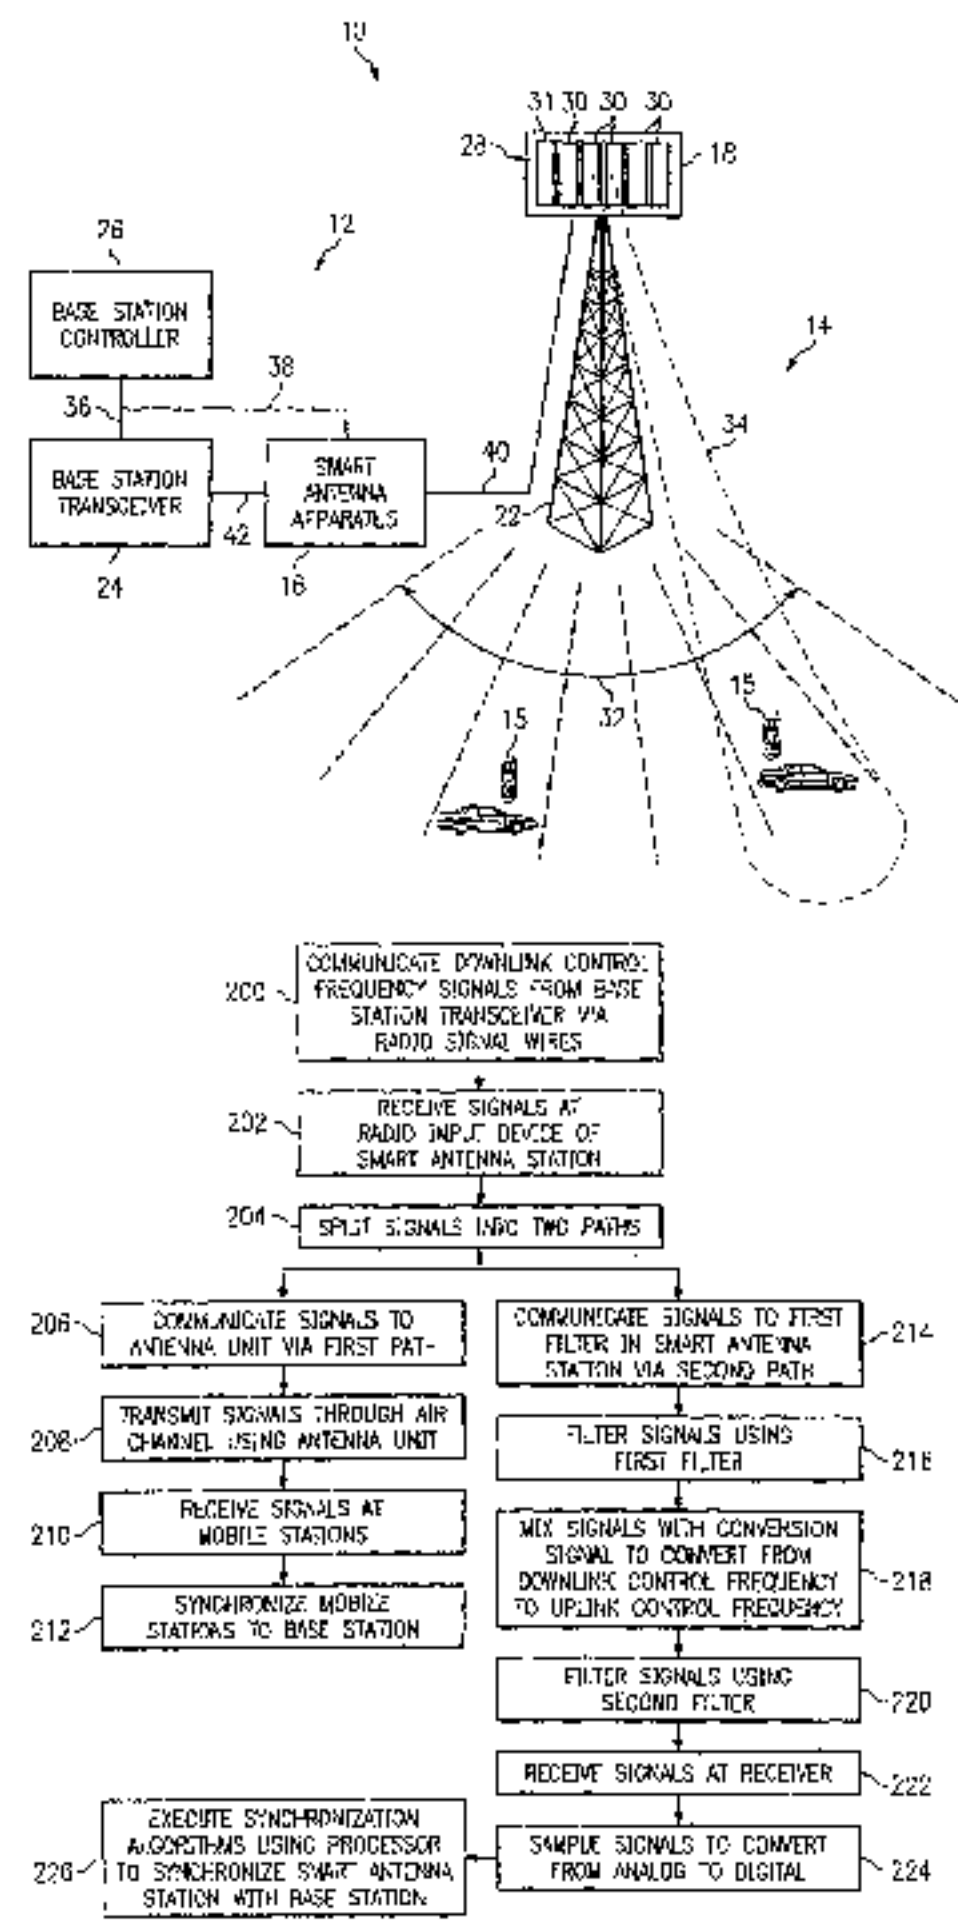 10
31 30 30 30
28
18
26
12
BASE STATION
CONTROLLER
14
38
36
34
BASE STATION
TRANSCEIVER
SMART
ANTENNA
APPARATUS
40
42
22
24
16
32
15
15
200
COMMUNICATE DOWNLINK CONTROL
FREQUENCY SIGNALS FROM BASE
STATION TRANSCEIVER VIA
RADIO SIGNAL WIRES
202
RECEIVE SIGNALS AT
RADIO INPUT DEVICE OF
SMART ANTENNA STATION
204
SPLIT SIGNALS INTO TWO PATHS
206
COMMUNICATE SIGNALS TO
ANTENNA UNIT VIA FIRST PATH
COMMUNICATE SIGNALS TO FIRST
FILTER IN SMART ANTENNA
STATION VIA SECOND PATH
214
208
TRANSMIT SIGNALS THROUGH AIR
CHANNEL USING ANTENNA UNIT
FILTER SIGNALS USING
FIRST FILTER
216
210
RECEIVE SIGNALS AT
MOBILE STATIONS
MIX SIGNALS WITH CONVERSION
SIGNAL TO CONVERT FROM
DOWNLINK CONTROL FREQUENCY
TO UPLINK CONTROL FREQUENCY
218
212
SYNCHRONIZE MOBILE
STATIONS TO BASE STATION
FILTER SIGNALS USING
SECOND FILTER
220
RECEIVE SIGNALS AT RECEIVER
222
226
EXECUTE SYNCHRONIZATION
ALGORITHMS USING PROCESSOR
TO SYNCHRONIZE SMART ANTENNA
STATION WITH BASE STATION
SAMPLE SIGNALS TO CONVERT
FROM ANALOG TO DIGITAL
224